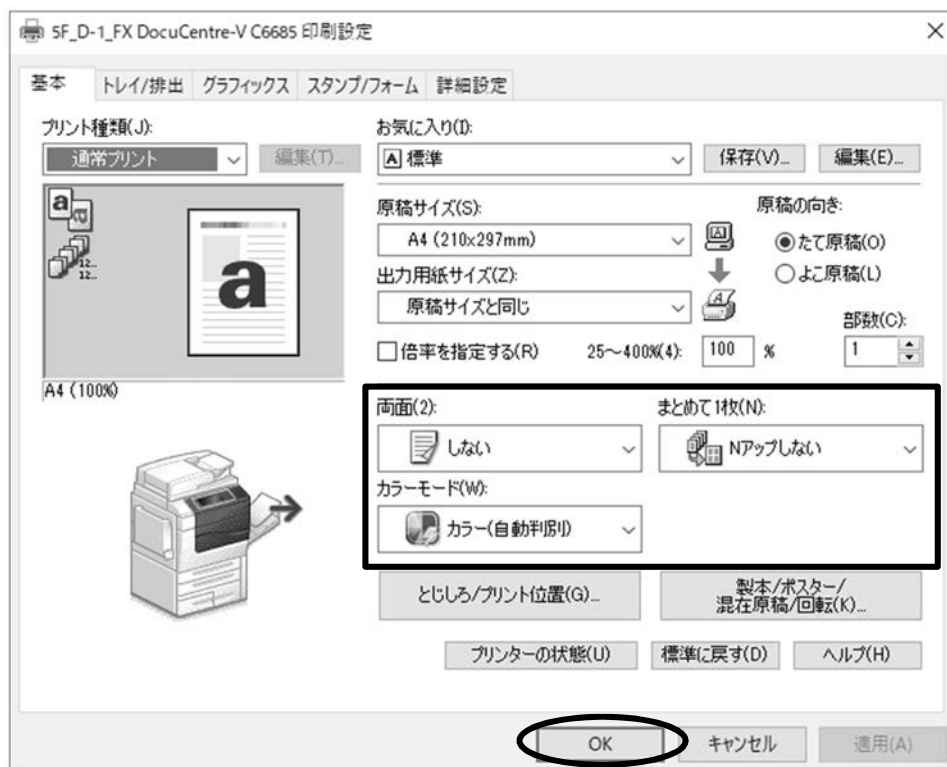 5F_D-1_FX DocuCentre-V C6685 印刷設定
基本 トレイ/排出 グラフィックス スタンプ/フォーム 詳細設定
プリント種類(J):
通常プリント 編集(T)...
お気に入り(I):
標準 保存(V)... 編集(E)...
原稿サイズ(S):
A4 (210x297mm)
原稿の向き:
たて原稿(O)
よこ原稿(L)
出力用紙サイズ(Z):
原稿サイズと同じ
部数(C):
倍率を指定する(R) 25～400%(4): 100 % 1
A4 (100%)
両面(2):
しない
まとめて1枚(N):
Nアップしない
カラーモード(W):
カラー(自動判別)
とじしろ/プリント位置(G)...
製本/ポスター/
混在原稿/回転(K)...
プリンターの状態(U) 標準に戻す(D) ヘルプ(H)
OK キャンセル 適用(A)